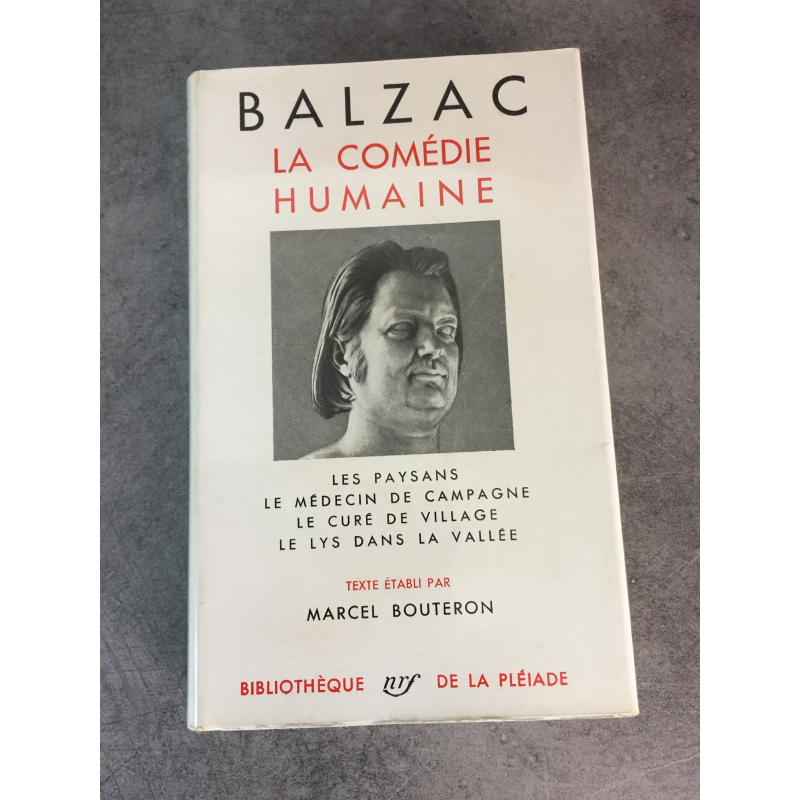 BALZAC
LA COMÉDIE
HUMAINE
LES PAYSANS
LE MÉDECIN DE CAMPAGNE
LE CURÉ DE VILLAGE
LE LYS DANS LA VALLÉE
TEXTE ÉTABLI PAR
MARCEL BOUTERON
BIBLIOTHÈQUE nrf DE LA PLÉIADE